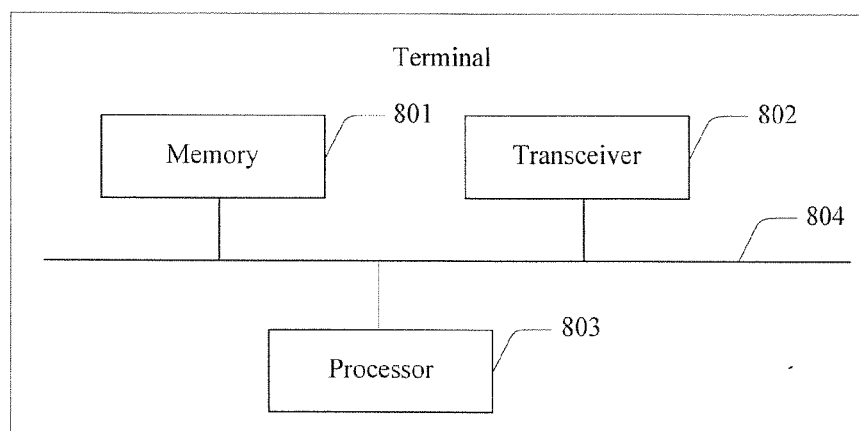 Terminal
801
802
Memory
Transceiver
804
803
Processor